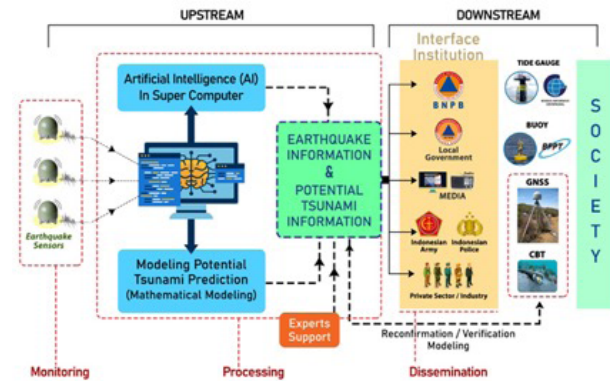 UPSTREAM
DOWNSTREAM
Artificial Intelligence (AI)
In Super Computer
Interface
Institution
BNPB
Local
Government
MEDIA
Indonesian
Army
Indonesian
Police
Private Sector / Industry
TIDE GAUGE
BUOY
BPPT
GNSS
CBT
SOCIETY
Earthquake
Sensors
EARTHQUAKE
INFORMATION
&
POTENTIAL
TSUNAMI
INFORMATION
Modeling Potential
Tsunami Prediction
(Mathematical Modeling)
Experts
Support
Reconfirmation / Verification
Modeling
Monitoring
Processing
Dissemination